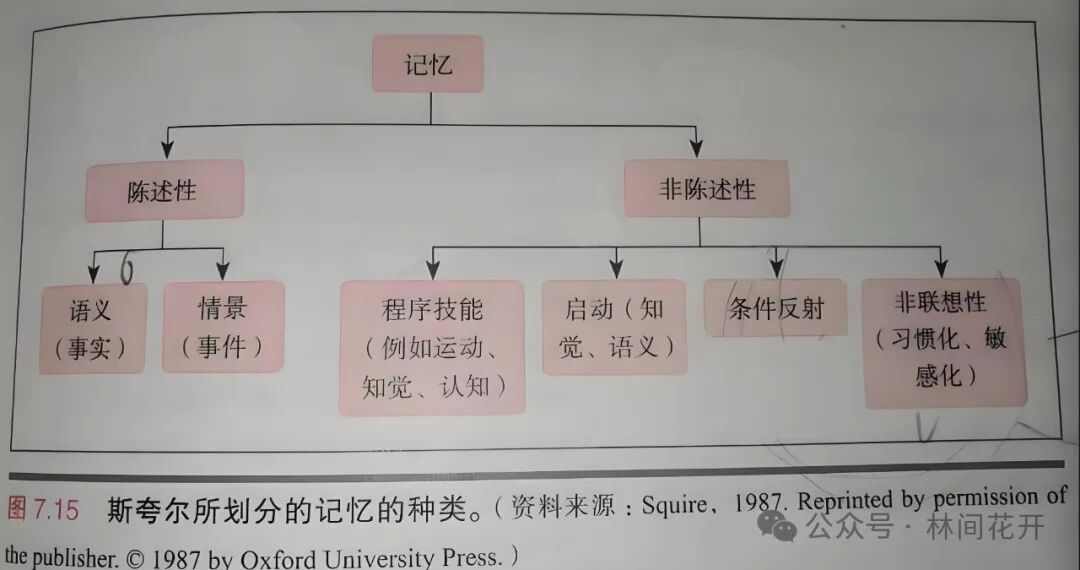 记忆
陈述性
非陈述性
语义
（事实）
情景
（事件）
程序技能
（例如运动、
知觉、认知）
启动（知
觉、语义）
条件反射
非联想性
（习惯化、敏
感化）
6
图7.15 斯夸尔所划分的记忆的种类。（资料来源：Squire, 1987. Reprinted by permission of
the publisher. © 1987 by Oxford University Press.）
公众号·林间花开